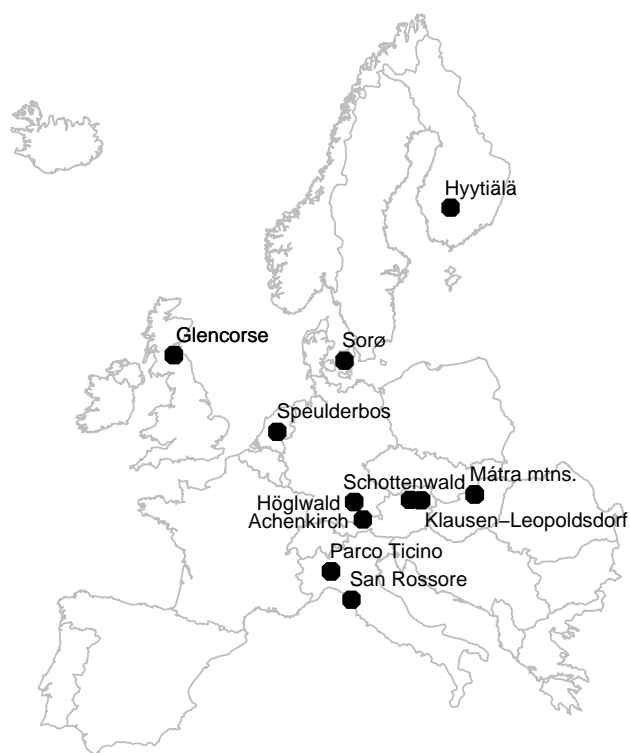 Hyytiälä
Glencorse
Sorø
Speulderbos
Schottenwald
Mátra mtns.
Höglwald
Achenkirch
Klausen–Leopoldsdorf
Parco Ticino
San Rossore